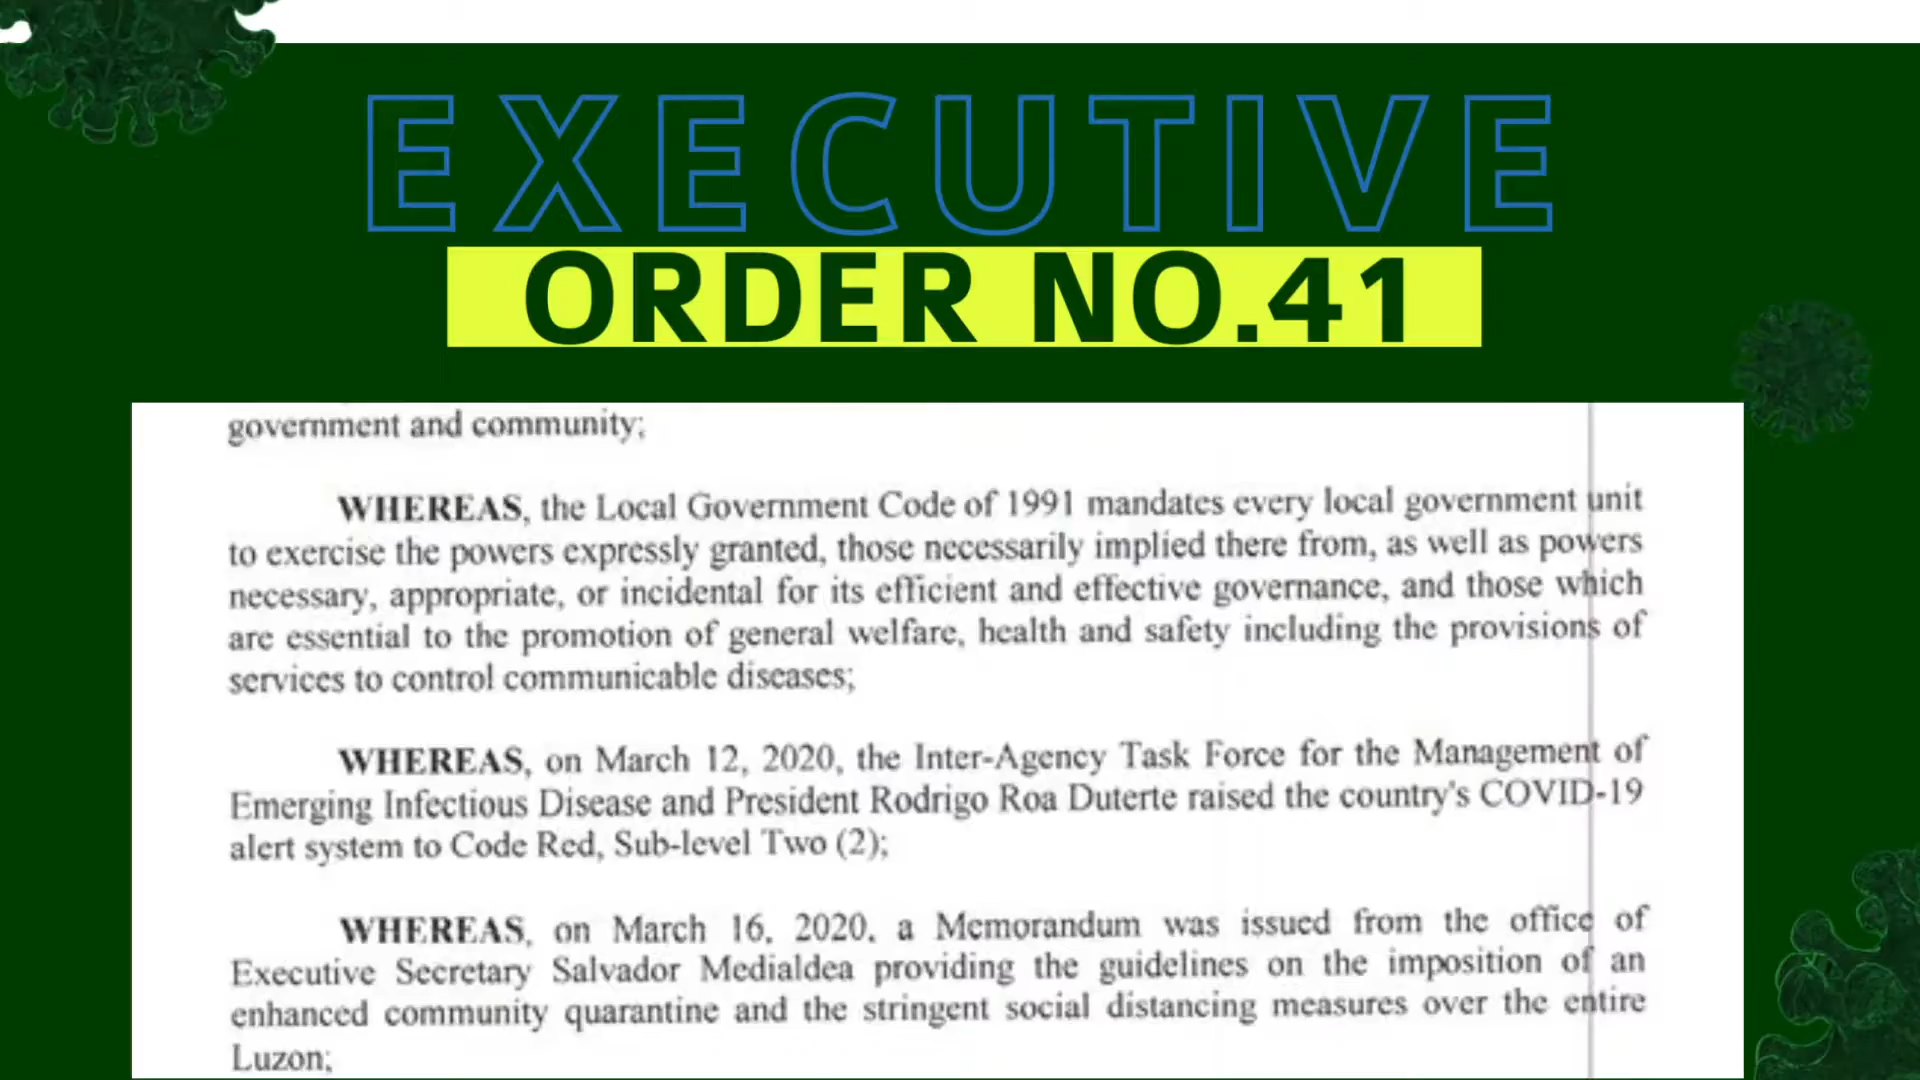 EXECUTIVE
ORDER NO.41
government and community;
WHEREAS, the Local Government Code of 1991 mandates every local government unit
to exercise the powers expressly granted, those necessarily implied there from, as well as powers
necessary, appropriate, or incidental for its efficient and effective governance, and those which
are essential to the promotion of general welfare, health and safety including the provisions of
services to control communicable diseases;
WHEREAS, on March 12, 2020, the Inter-Agency Task Force for the Management of
Emerging Infectious Disease and President Rodrigo Roa Duterte raised the country's COVID-19
alert system to Code Red, Sub-level Two (2);
WHEREAS, on March 16, 2020, a Memorandum was issued from the office of
Executive Secretary Salvador Medialdea providing the guidelines on the imposition of an
enhanced community quarantine and the stringent social distancing measures over the entire
Luzon;